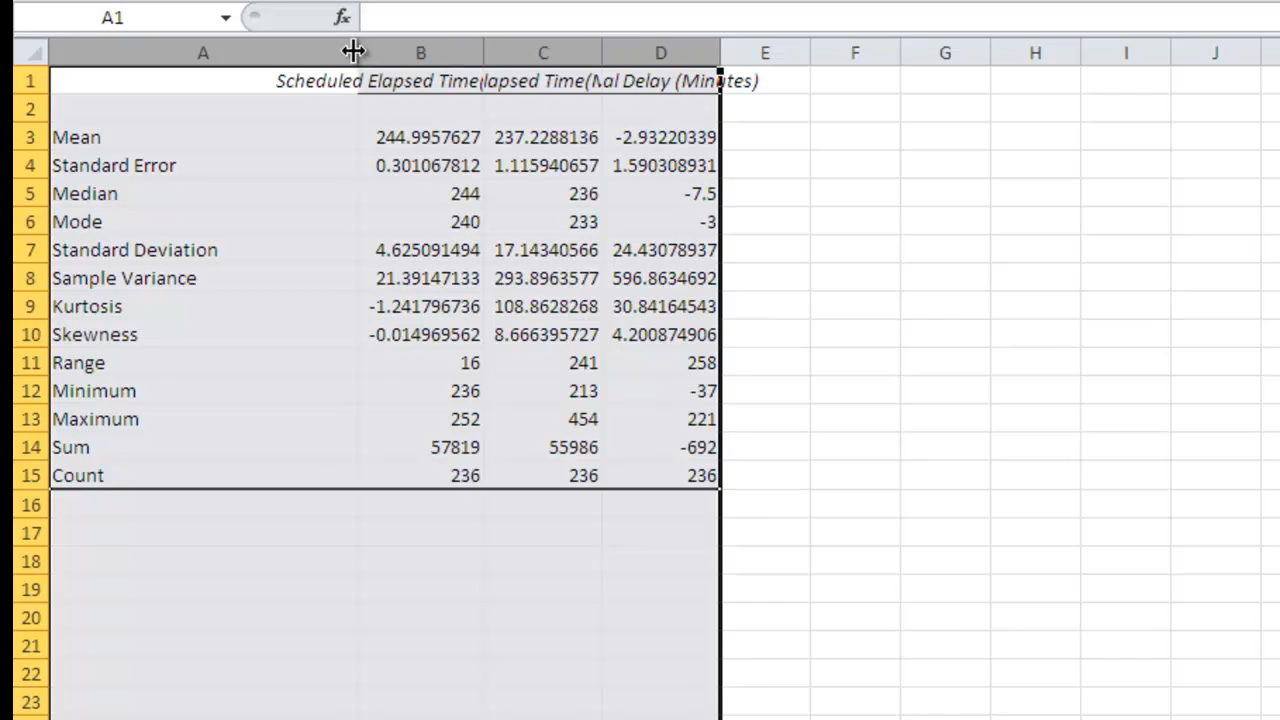 A1 fx
A B C D E F G H I J
1 Scheduled Elapsed Time( lapsed Time(M al Delay (Minutes)
2
3 Mean 244.9957627 237.2288136 -2.93220339
4 Standard Error 0.301067812 1.115940657 1.590308931
5 Median 244 236 -7.5
6 Mode 240 233 -3
7 Standard Deviation 4.625091494 17.14340566 24.43078937
8 Sample Variance 21.39147133 293.8963577 596.8634692
9 Kurtosis -1.241796736 108.8628268 30.84164543
10 Skewness -0.014969562 8.666395727 4.200874906
11 Range 16 241 258
12 Minimum 236 213 -37
13 Maximum 252 454 221
14 Sum 57819 55986 -692
15 Count 236 236 236
16
17
18
19
20
21
22
23